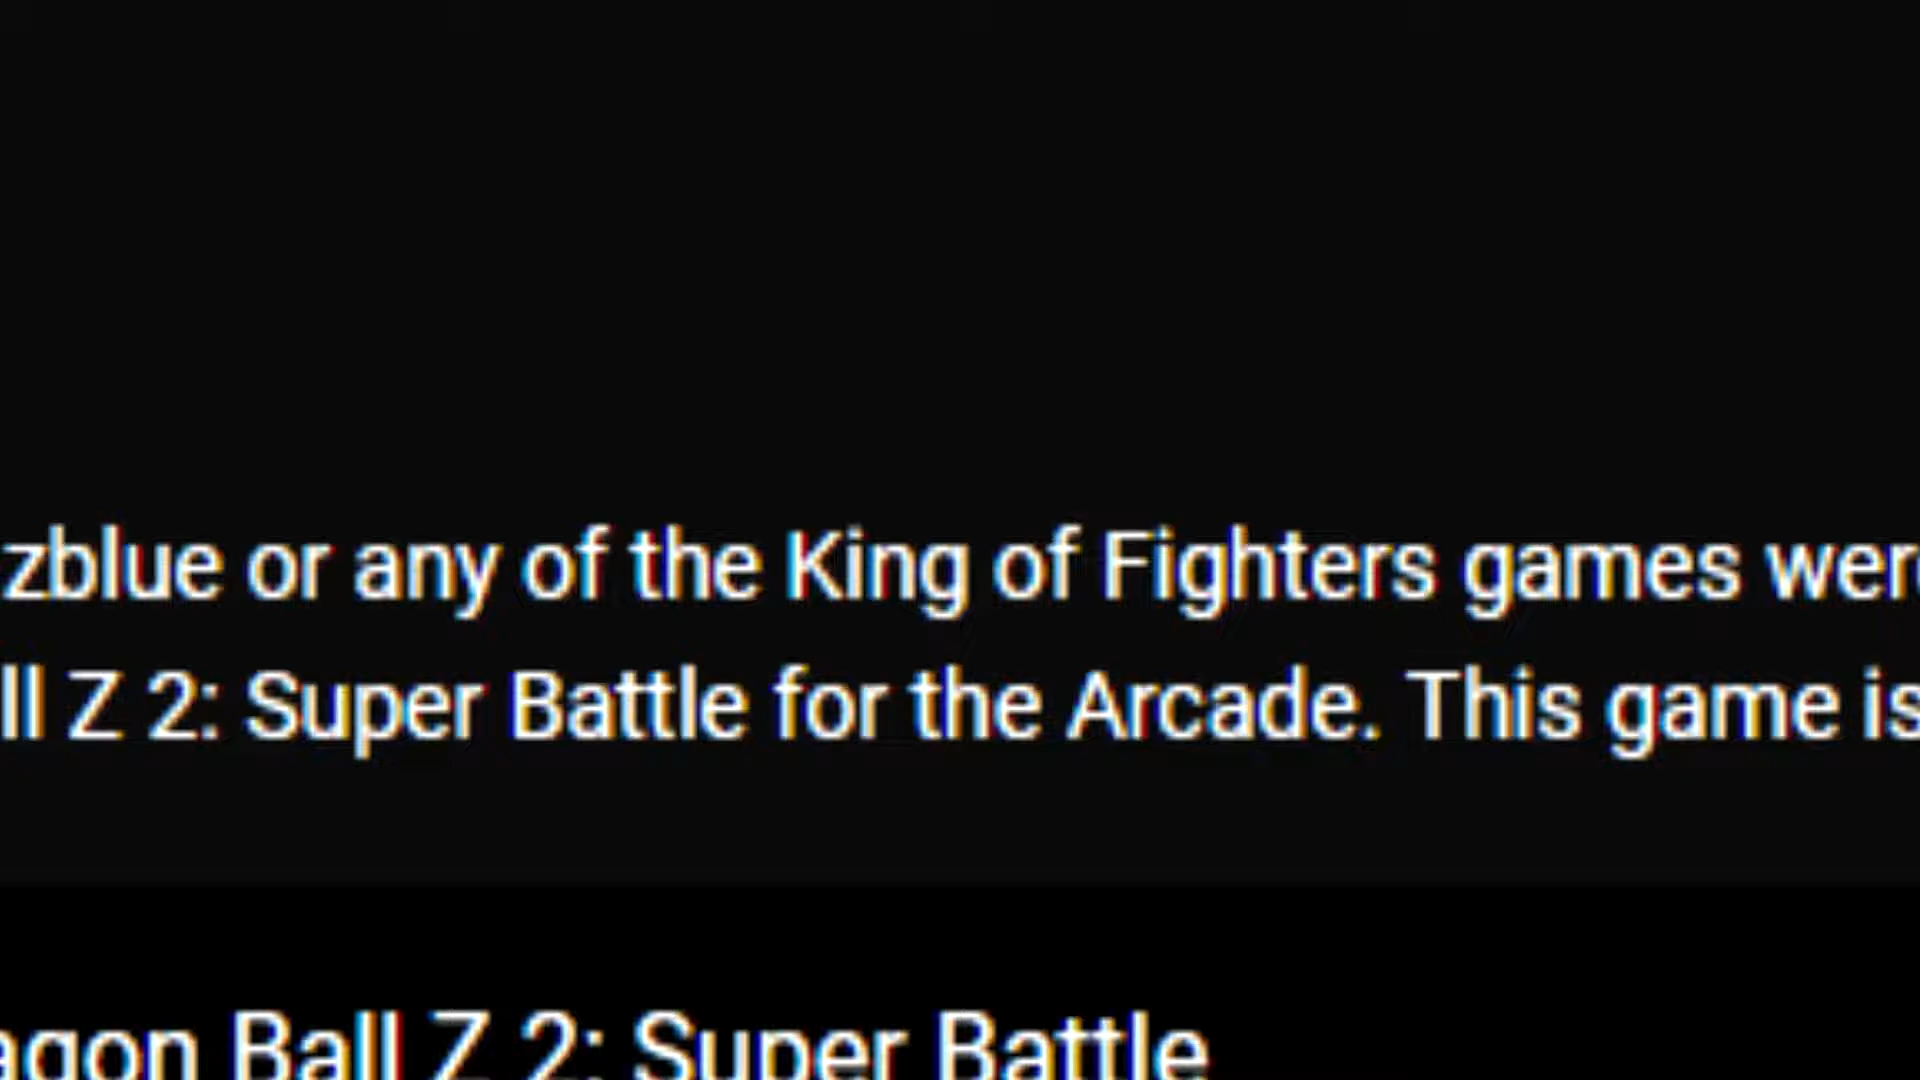 zblue or any of the King of Fighters games were
ll Z 2: Super Battle for the Arcade. This game is
agon Ball Z 2: Super Battle